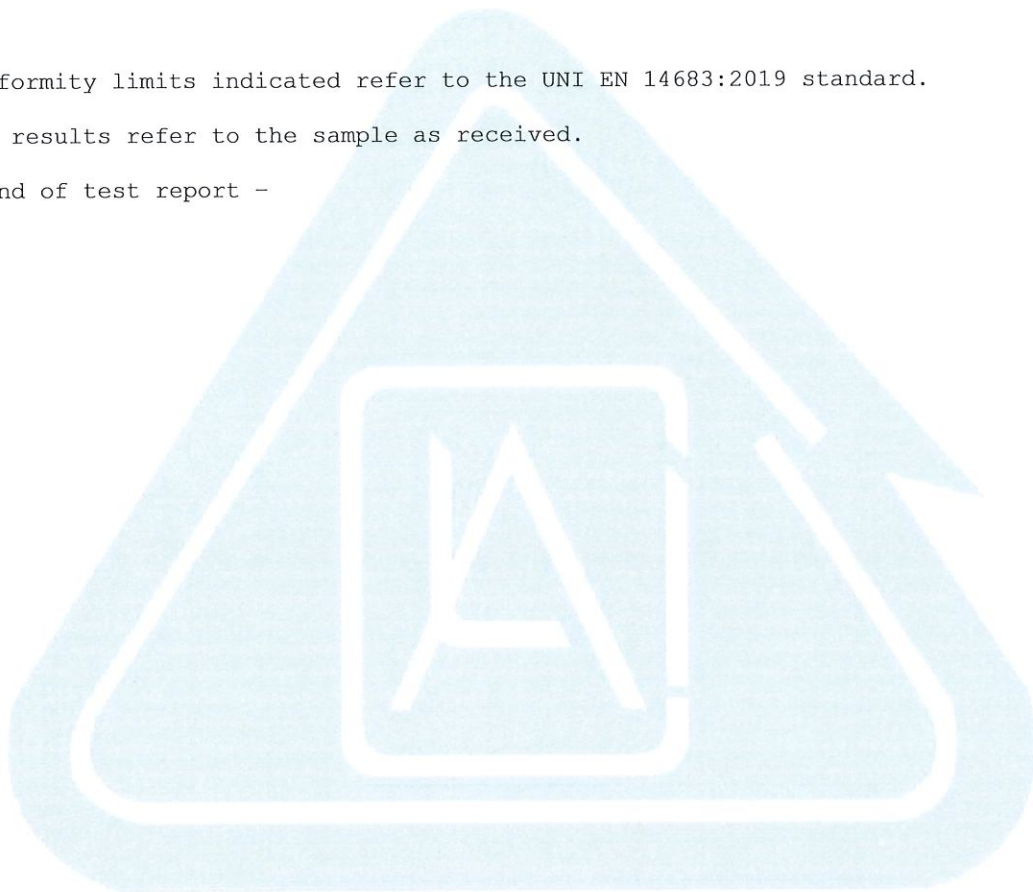 formity limits indicated refer to the UNI EN 14683:2019 standard.
results refer to the sample as received.
nd of test report –
LA